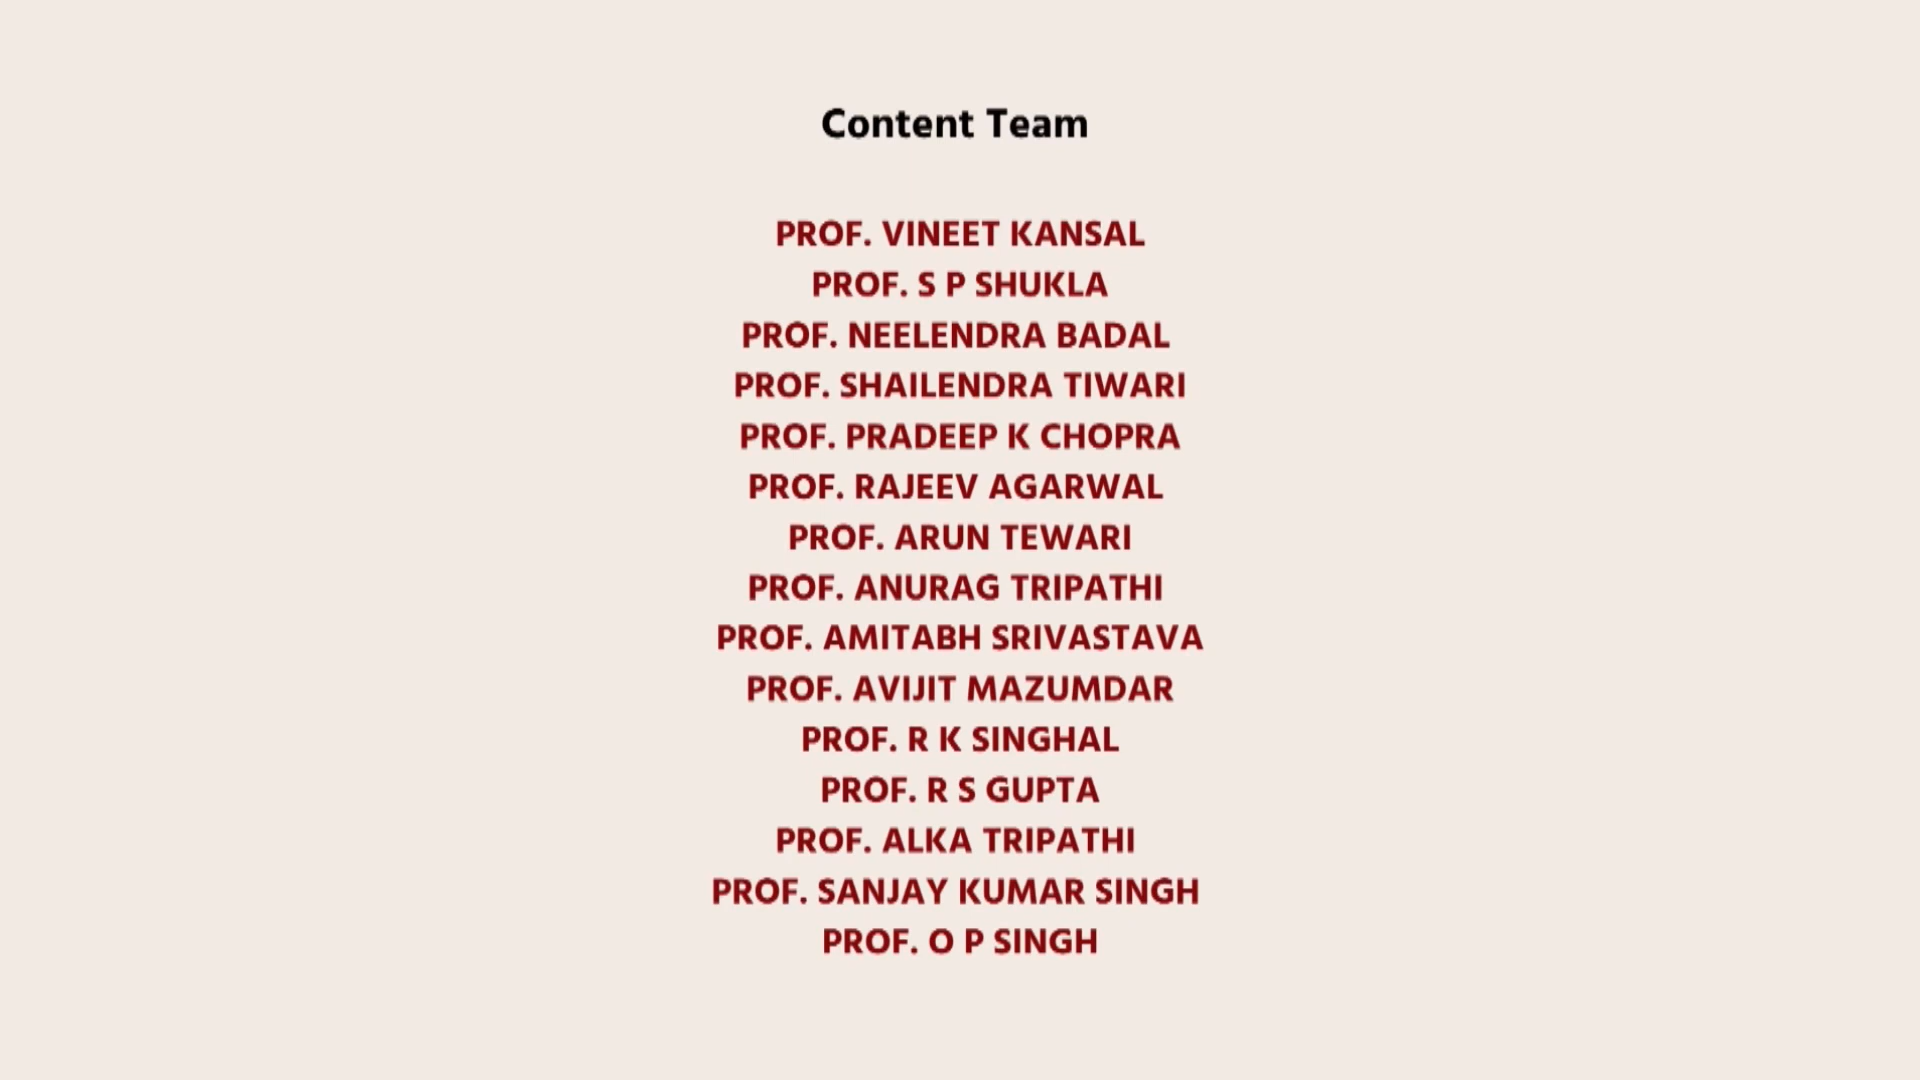 Content Team
PROF. VINEET KANSAL
PROF. S P SHUKLA
PROF. NEELENDRA BADAL
PROF. SHAILENDRA TIWARI
PROF. PRADEEP K CHOPRA
PROF. RAJEEV AGARWAL
PROF. ARUN TEWARI
PROF. ANURAG TRIPATHI
PROF. AMITABH SRIVASTAVA
PROF. AVIJIT MAZUMDAR
PROF. R K SINGHAL
PROF. R S GUPTA
PROF. ALKA TRIPATHI
PROF. SANJAY KUMAR SINGH
PROF. O P SINGH